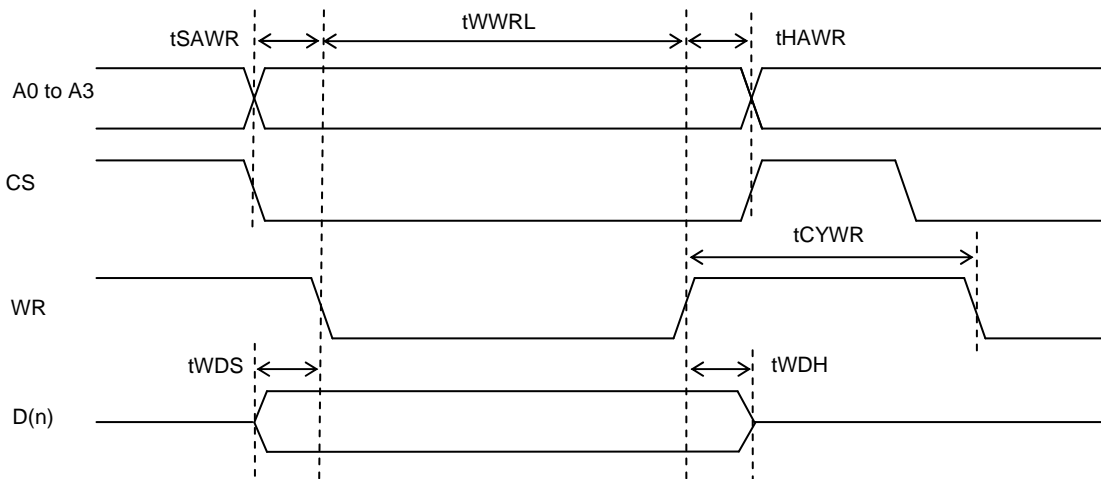 tSAWR
tWWRL
tHAWR
A0 to A3
CS
tCYWR
WR
tWDS
tWDH
D(n)